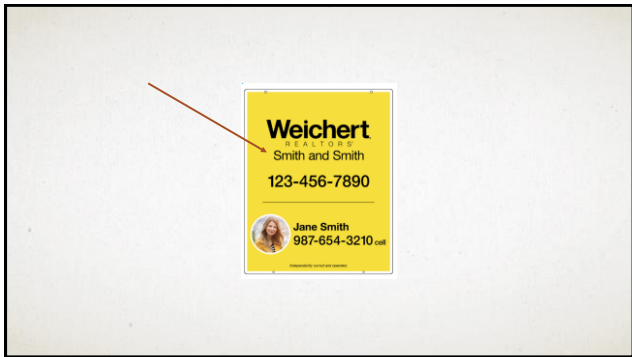 Weichert
REALTORS®
Smith and Smith
123-456-7890
Jane Smith
987-654-3210 cell
Independently owned and operated.